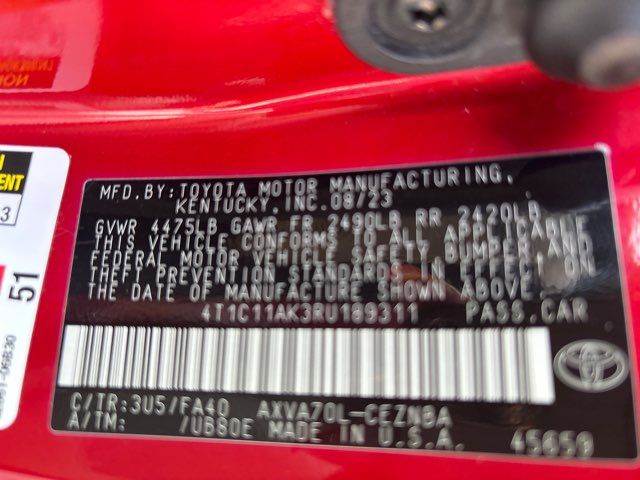 MFD. BY: TOYOTA MOTOR MANUFACTURING,
KENTUCKY, INC. 08/23
GVWR 4475LB GAWR FR 2490LB RR 2420LB
THIS VEHICLE CONFORMS TO ALL APPLICABLE
FEDERAL MOTOR VEHICLE SAFETY, BUMPER, AND
THEFT PREVENTION STANDARDS IN EFFECT ON
THE DATE OF MANUFACTURE SHOWN ABOVE.
4T1C11AK3RU189311 PASS. CAR
C/TR: 3U5/FA40 AXVA70L-CEZNBA
A/TM: /UB80E MADE IN U.S.A.
45659
51